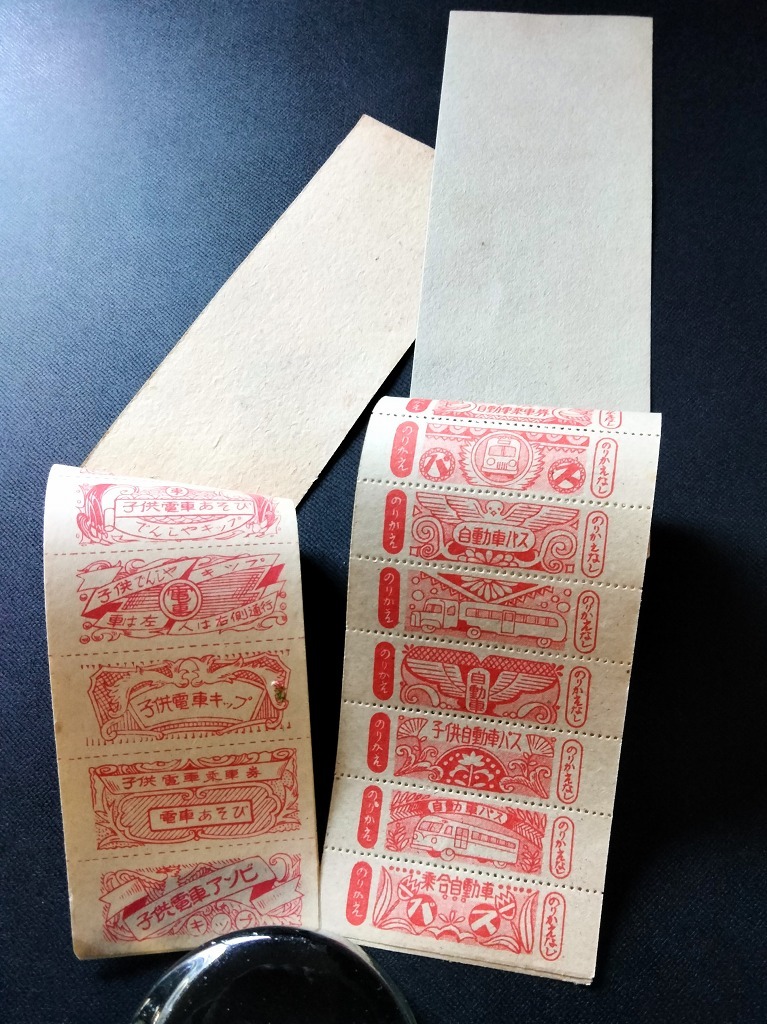 子供電車あそび
でんしやキップ
子供でんしや
キップ
電車
車は左
人は右側通行
子供電車キップ
子供電車乗車券
電車あそび
子供電車アソビ
キップ
自動車乗車券
のりかえ
バス
のりかえなし
のりかえ
自動車バス
のりかえなし
のりかえ
のりかえなし
のりかえ
自動車
のりかえなし
のりかえ
子供自動車バス
のりかえなし
のりかえ
自動車バス
のりかえなし
のりかえ
乗合自動車
バス
のりかえなし